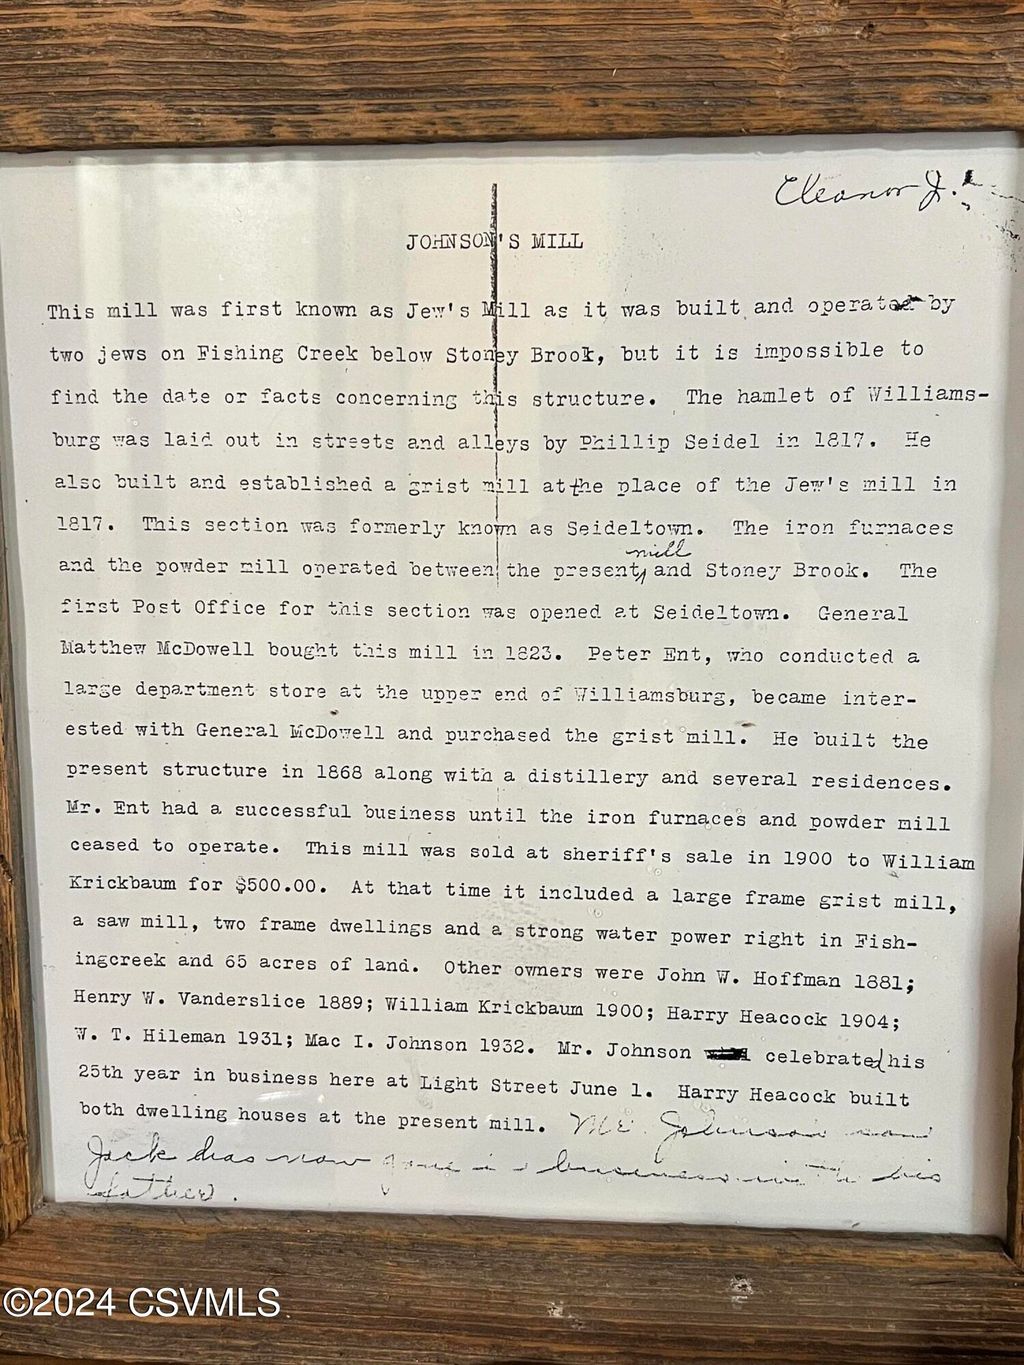 Eleanor J.
JOHNSON'S MILL
This mill was first known as Jew's Mill as it was built and operated by
two jews on Fishing Creek below Stoney Brook, but it is impossible to
find the date or facts concerning this structure. The hamlet of Williams-
burg was laid out in streets and alleys by Phillip Seidel in 1817. He
also built and established a grist mill at the place of the Jew's mill in
1817. This section was formerly known as Seideltown. The iron furnaces
mill
and the powder mill operated between the present, and Stoney Brook. The
first Post Office for this section was opened at Seideltown. General
Matthew McDowell bought this mill in 1823. Peter Ent, who conducted a
large department store at the upper end of Williamsburg, became inter-
ested with General McDowell and purchased the grist mill. He built the
present structure in 1868 along with a distillery and several residences.
Mr. Ent had a successful business until the iron furnaces and powder mill
ceased to operate. This mill was sold at sheriff's sale in 1900 to William
Krickbaum for $500.00. At that time it included a large frame grist mill,
a saw mill, two frame dwellings and a strong water power right in Fish-
ingcreek and 65 acres of land. Other owners were John W. Hoffman 1881;
Henry W. Vanderslice 1889; William Krickbaum 1900; Harry Heacock 1904;
W. T. Hileman 1931; Mac I. Johnson 1932. Mr. Johnson celebrated his
25th year in business here at Light Street June 1. Harry Heacock built
both dwelling houses at the present mill. Mr. Johnson
Jack has now gone in business with his
father.
©2024 CSVMLS